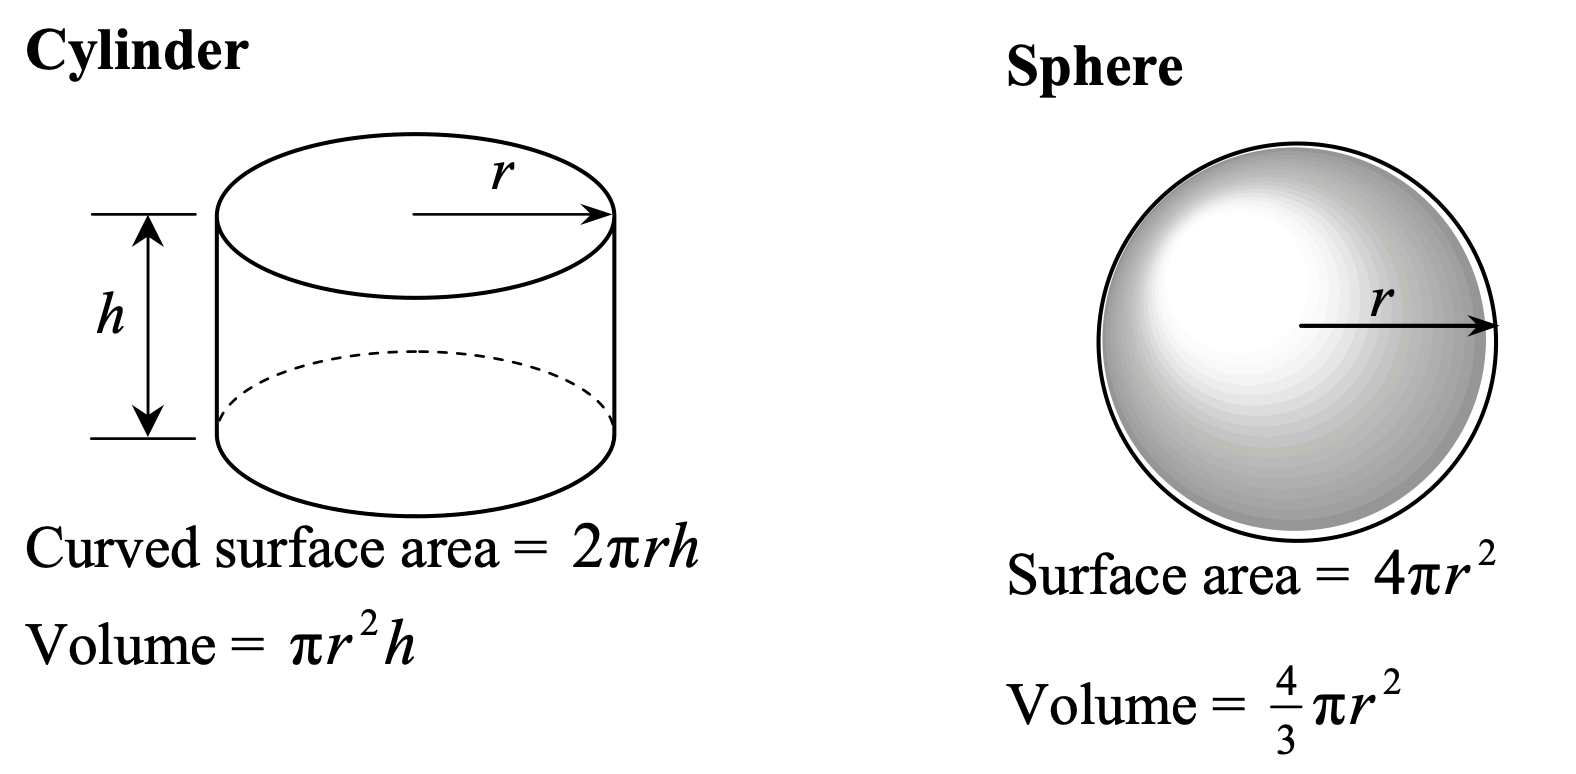 Cylinder
r
h
Curved surface area = 2πrh
Volume = πr²h
Sphere
r
Surface area = 4πr²
Volume = 4/3 πr²